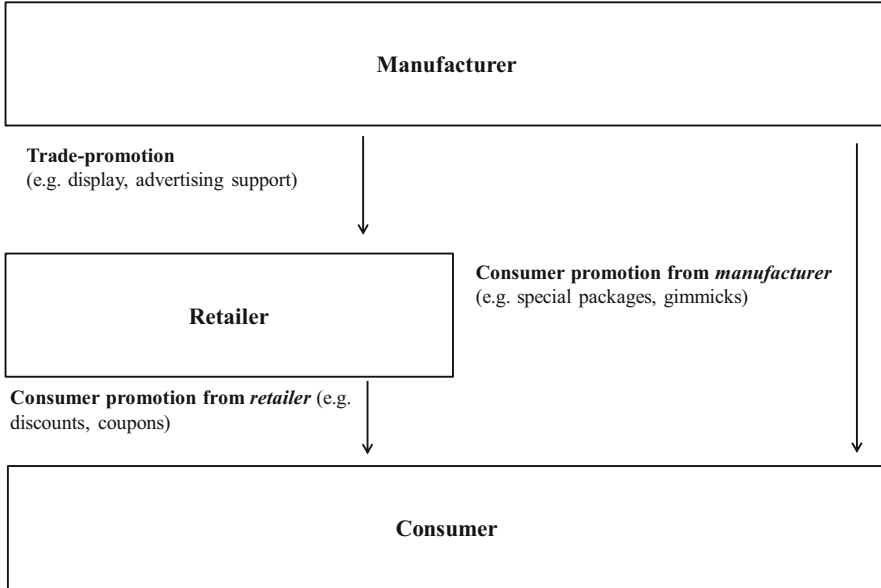 Manufacturer
Trade-promotion
(e.g. display, advertising support)
Consumer promotion from manufacturer
(e.g. special packages, gimmicks)
Retailer
Consumer promotion from retailer (e.g.
discounts, coupons)
Consumer